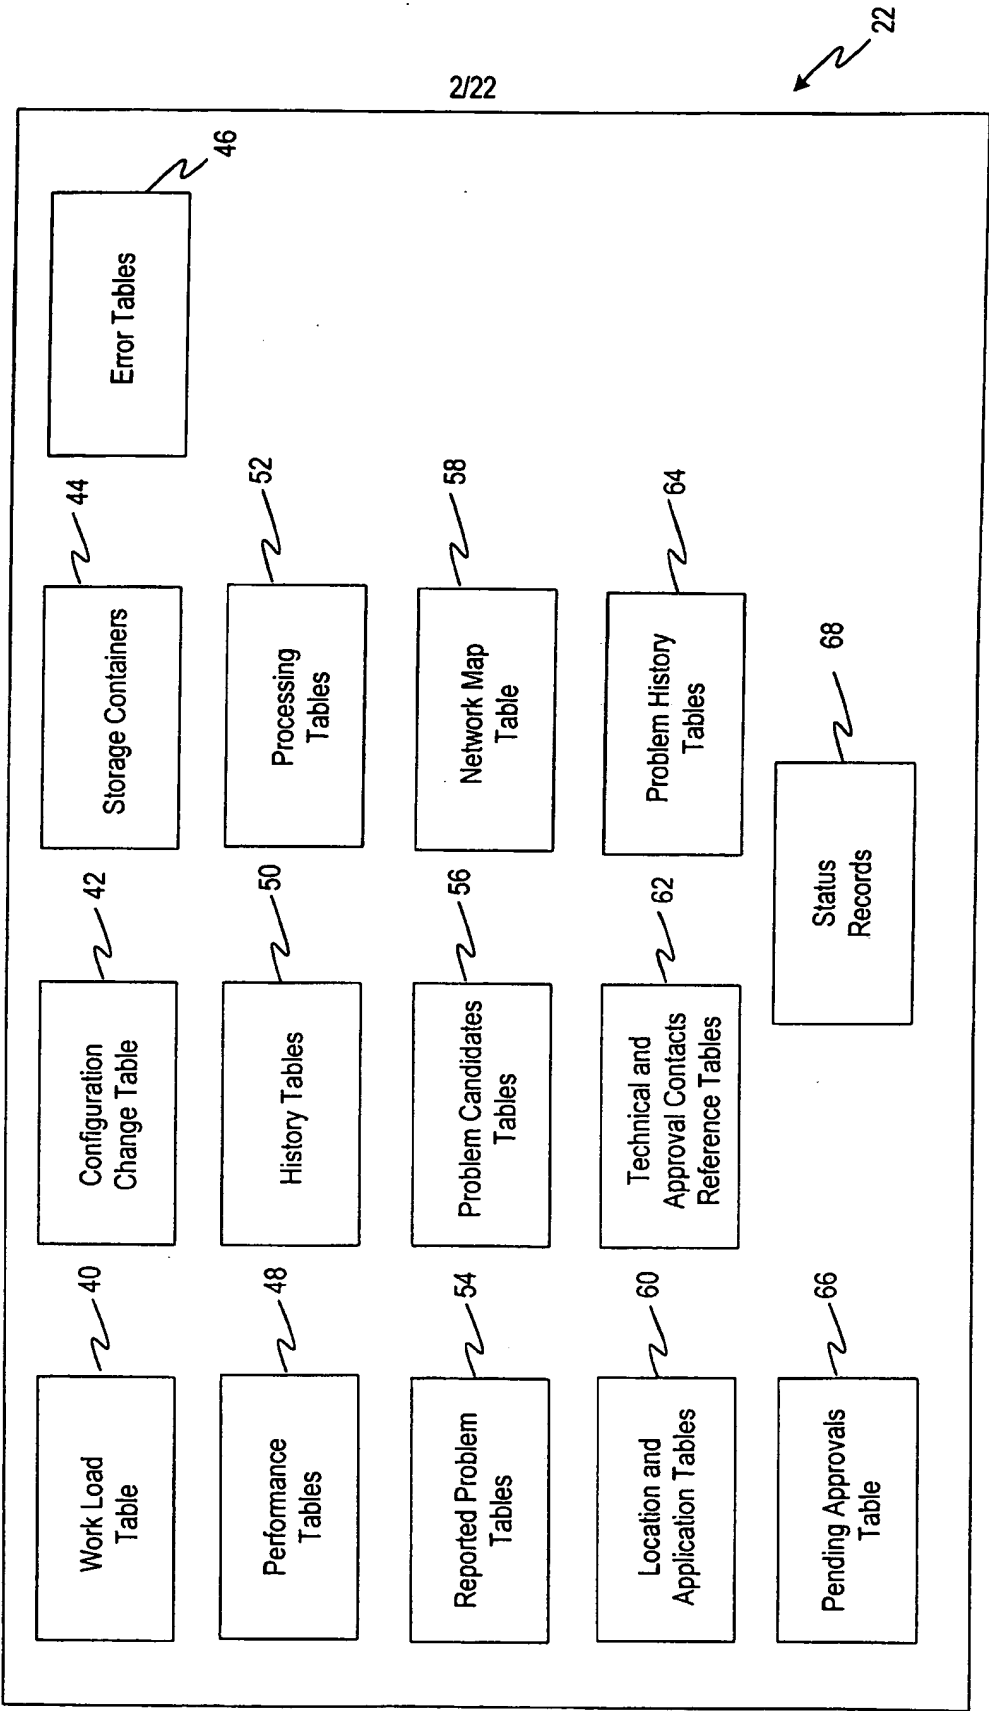 2/22
22
Work Load
Table
40
Configuration
Change Table
42
Storage Containers
44
Error Tables
46
Performance
Tables
48
History Tables
50
Processing
Tables
52
Reported Problem
Tables
54
Problem Candidates
Tables
56
Network Map
Table
58
Location and
Application Tables
60
Technical and
Approval Contacts
Reference Tables
62
Problem History
Tables
64
Pending Approvals
Table
66
Status
Records
68